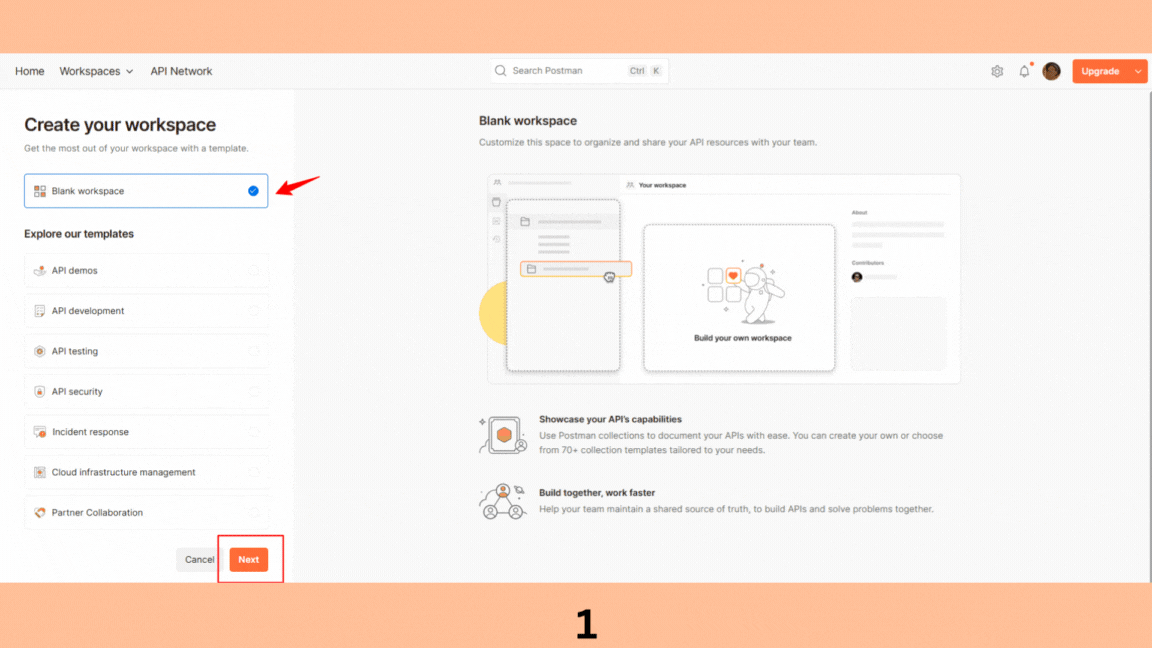 Home Workspaces API Network Search Postman Ctrl K Upgrade
Create your workspace
Get the most out of your workspace with a template.
Blank workspace
Explore our templates
API demos
API development
API testing
API security
Incident response
Cloud infrastructure management
Partner Collaboration
Cancel Next
Blank workspace
Customize this space to organize and share your API resources with your team.
Your workspace
Build your own workspace
About
Contributors
Showcase your API's capabilities
Use Postman collections to document your APIs with ease. You can create your own or choose
from 70+ collection templates tailored to your needs.
Build together, work faster
Help your team maintain a shared source of truth, to build APIs and solve problems together.
1